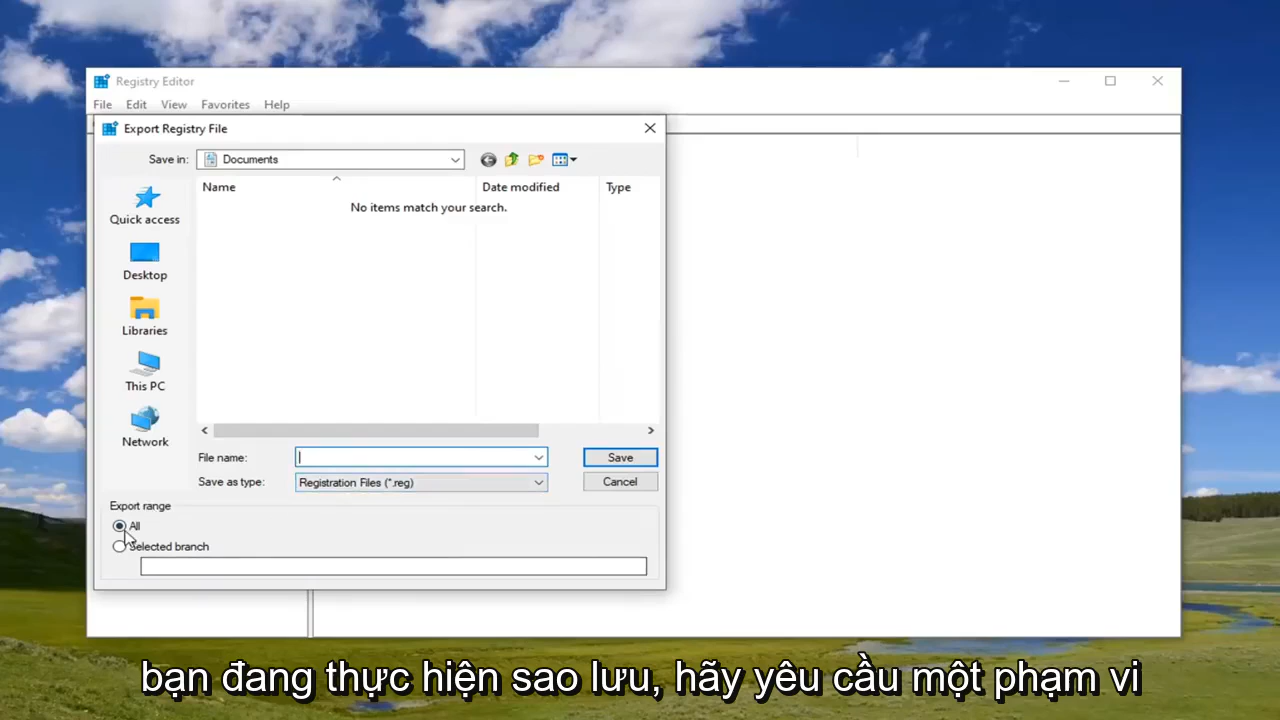 Registry Editor
File Edit View Favorites Help
Export Registry File
Save in: Documents
Name Date modified Type
No items match your search.
Quick access
Desktop
Libraries
This PC
Network
File name: Save
Save as type: Registration Files (*.reg) Cancel
Export range
All
Selected branch
bạn đang thực hiện sao lưu, hãy yêu cầu một phạm vi